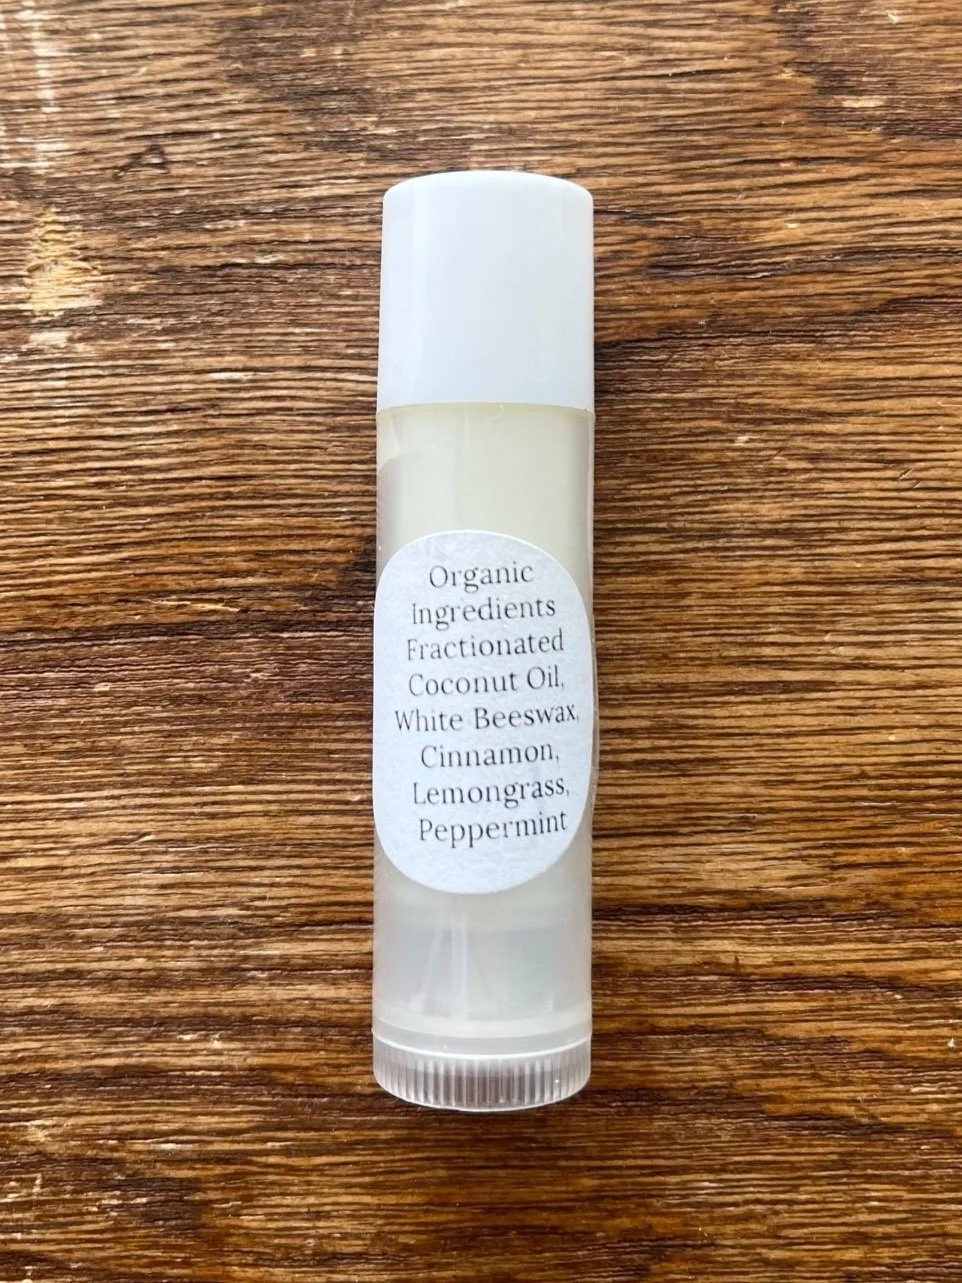 Organic
Ingredients
Fractionated
Coconut Oil,
White Beeswax,
Cinnamon,
Lemongrass,
Peppermint